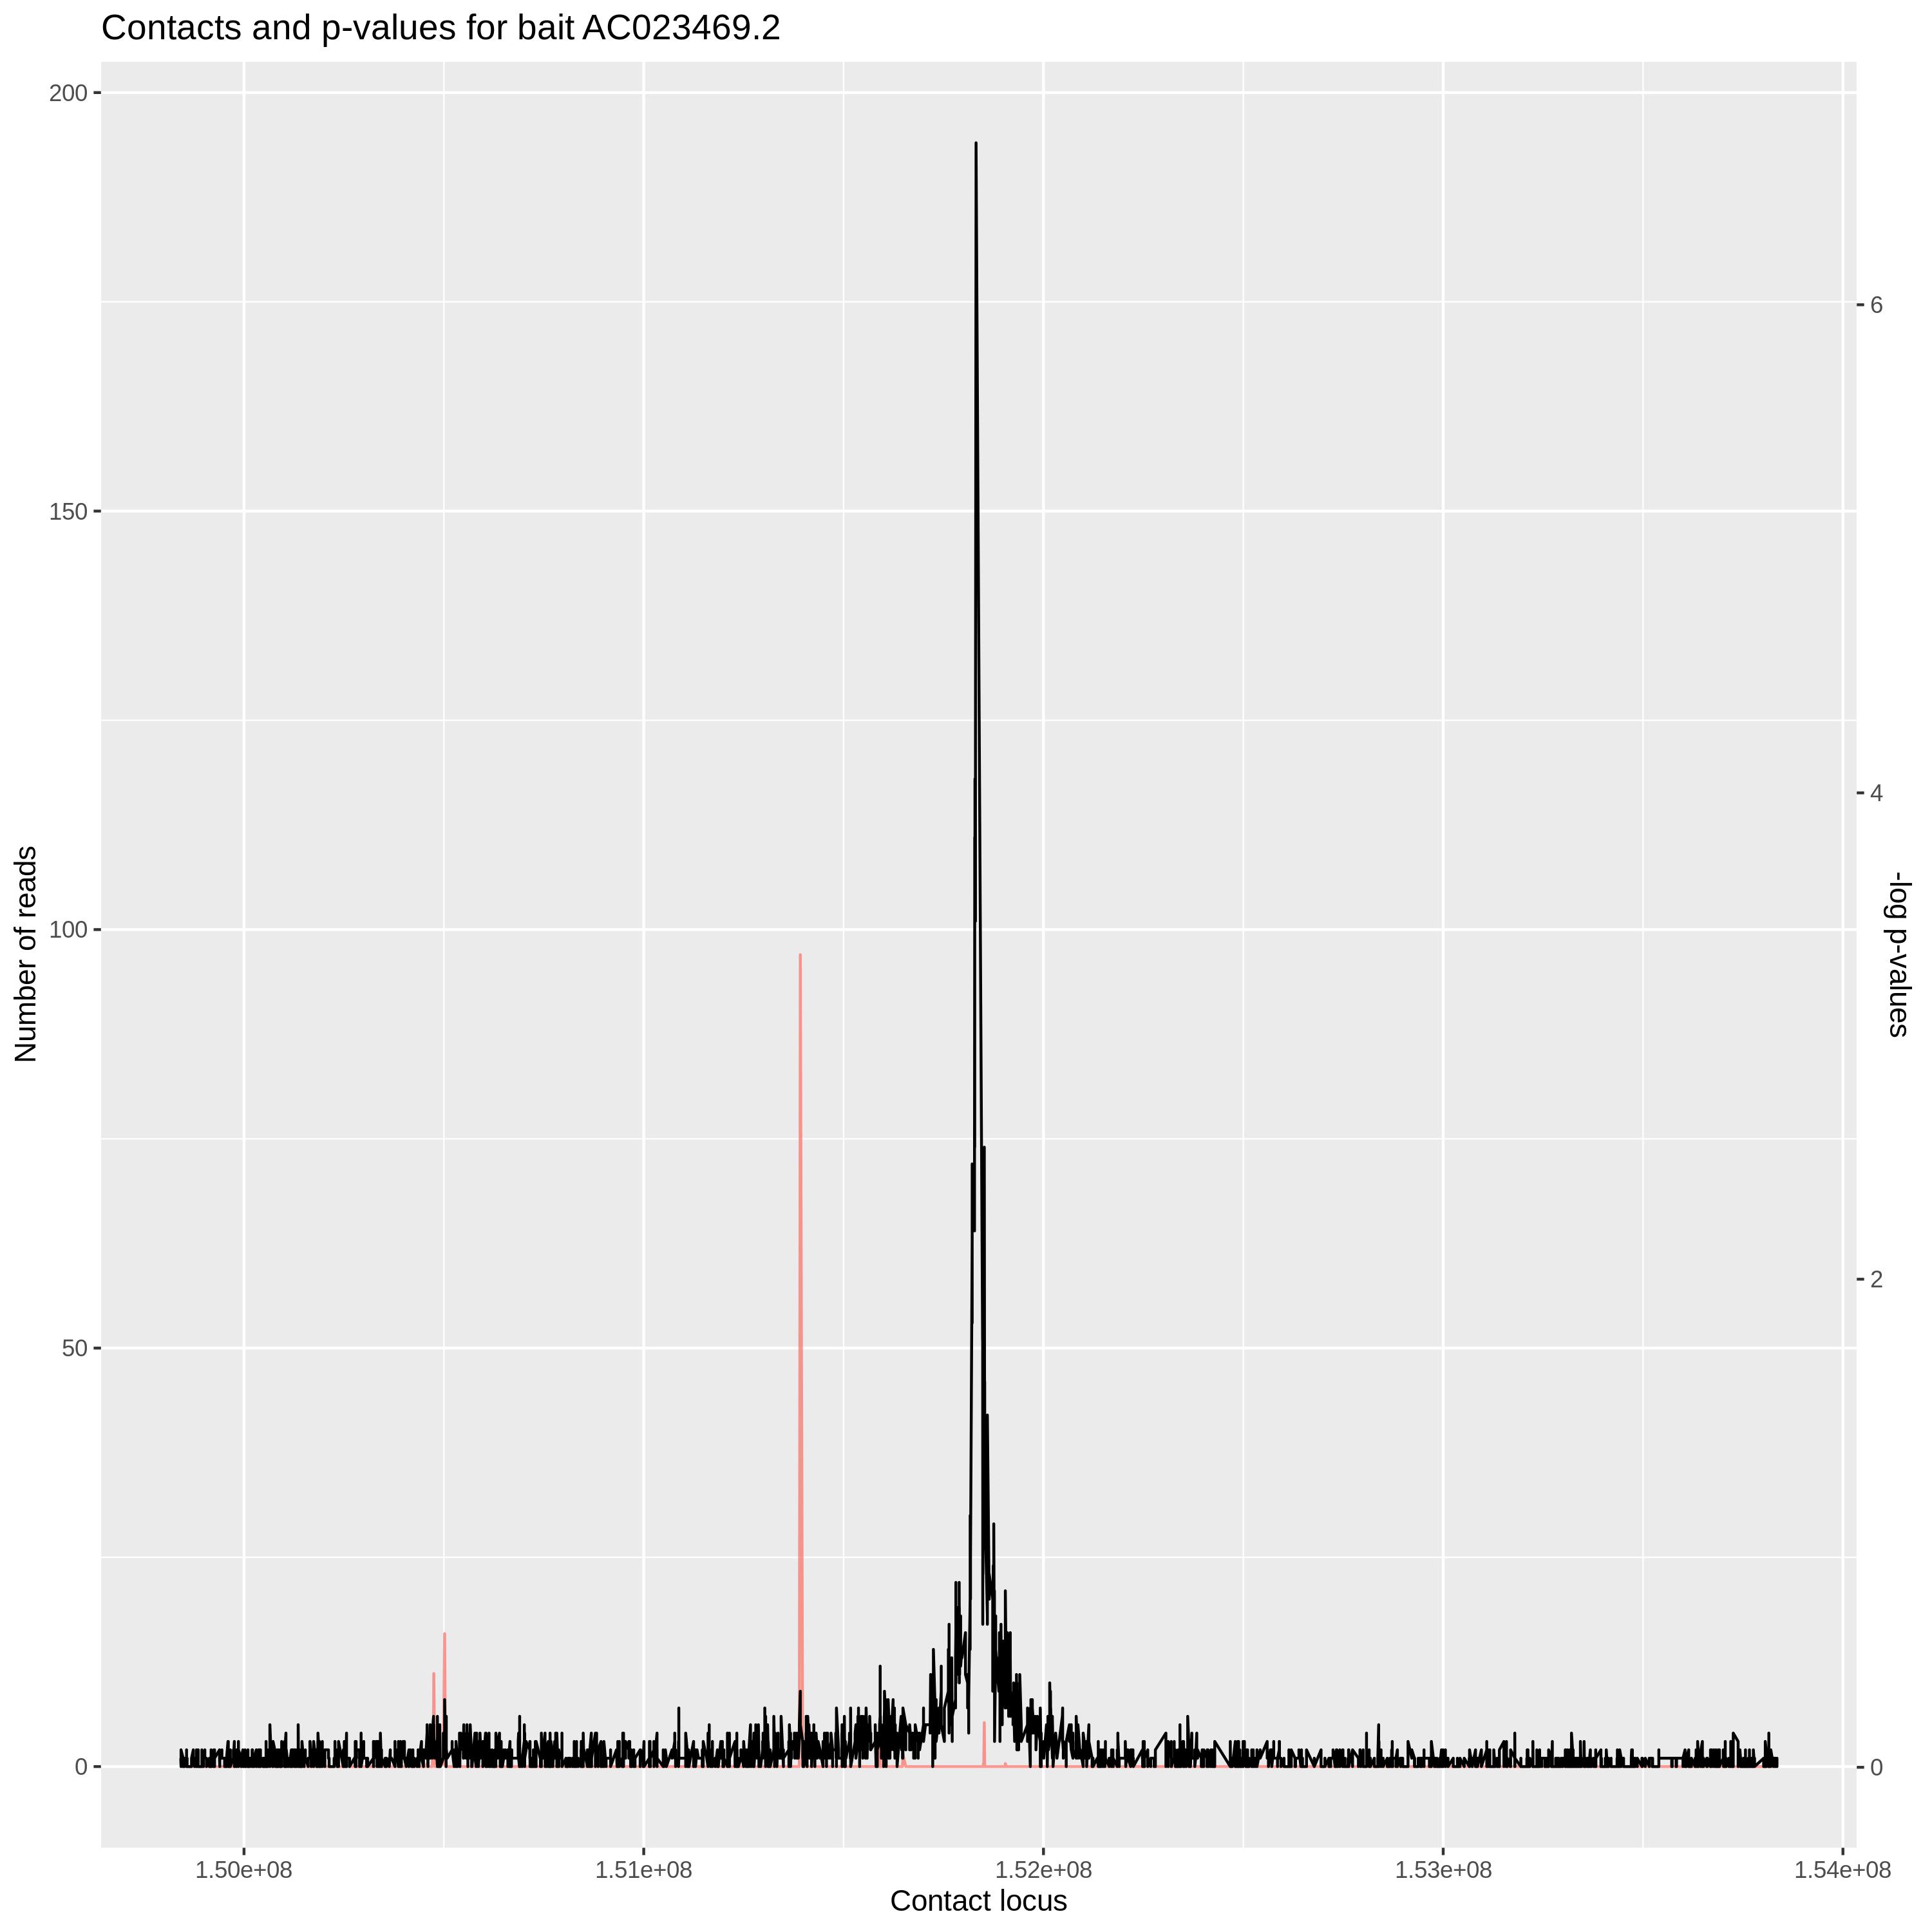 Contacts and p-values for bait AC023469.2
200
150
100
50
0
Number of reads
6
4
2
0
-log p-values
1.50e+08
1.51e+08
1.52e+08
1.53e+08
1.54e+08
Contact locus